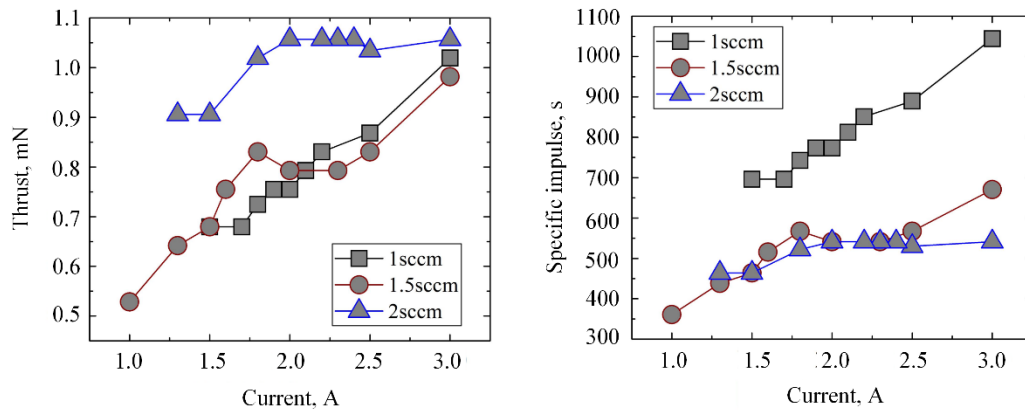 1.1
1.0
0.9
0.8
0.7
0.6
0.5
Thrust, mN
1sccm
1.5sccm
2sccm
1.0 1.5 2.0 2.5 3.0
Current, A
1100
1000
900
800
700
600
500
400
300
Specific impulse, s
1sccm
1.5sccm
2sccm
1.0 1.5 2.0 2.5 3.0
Current, A